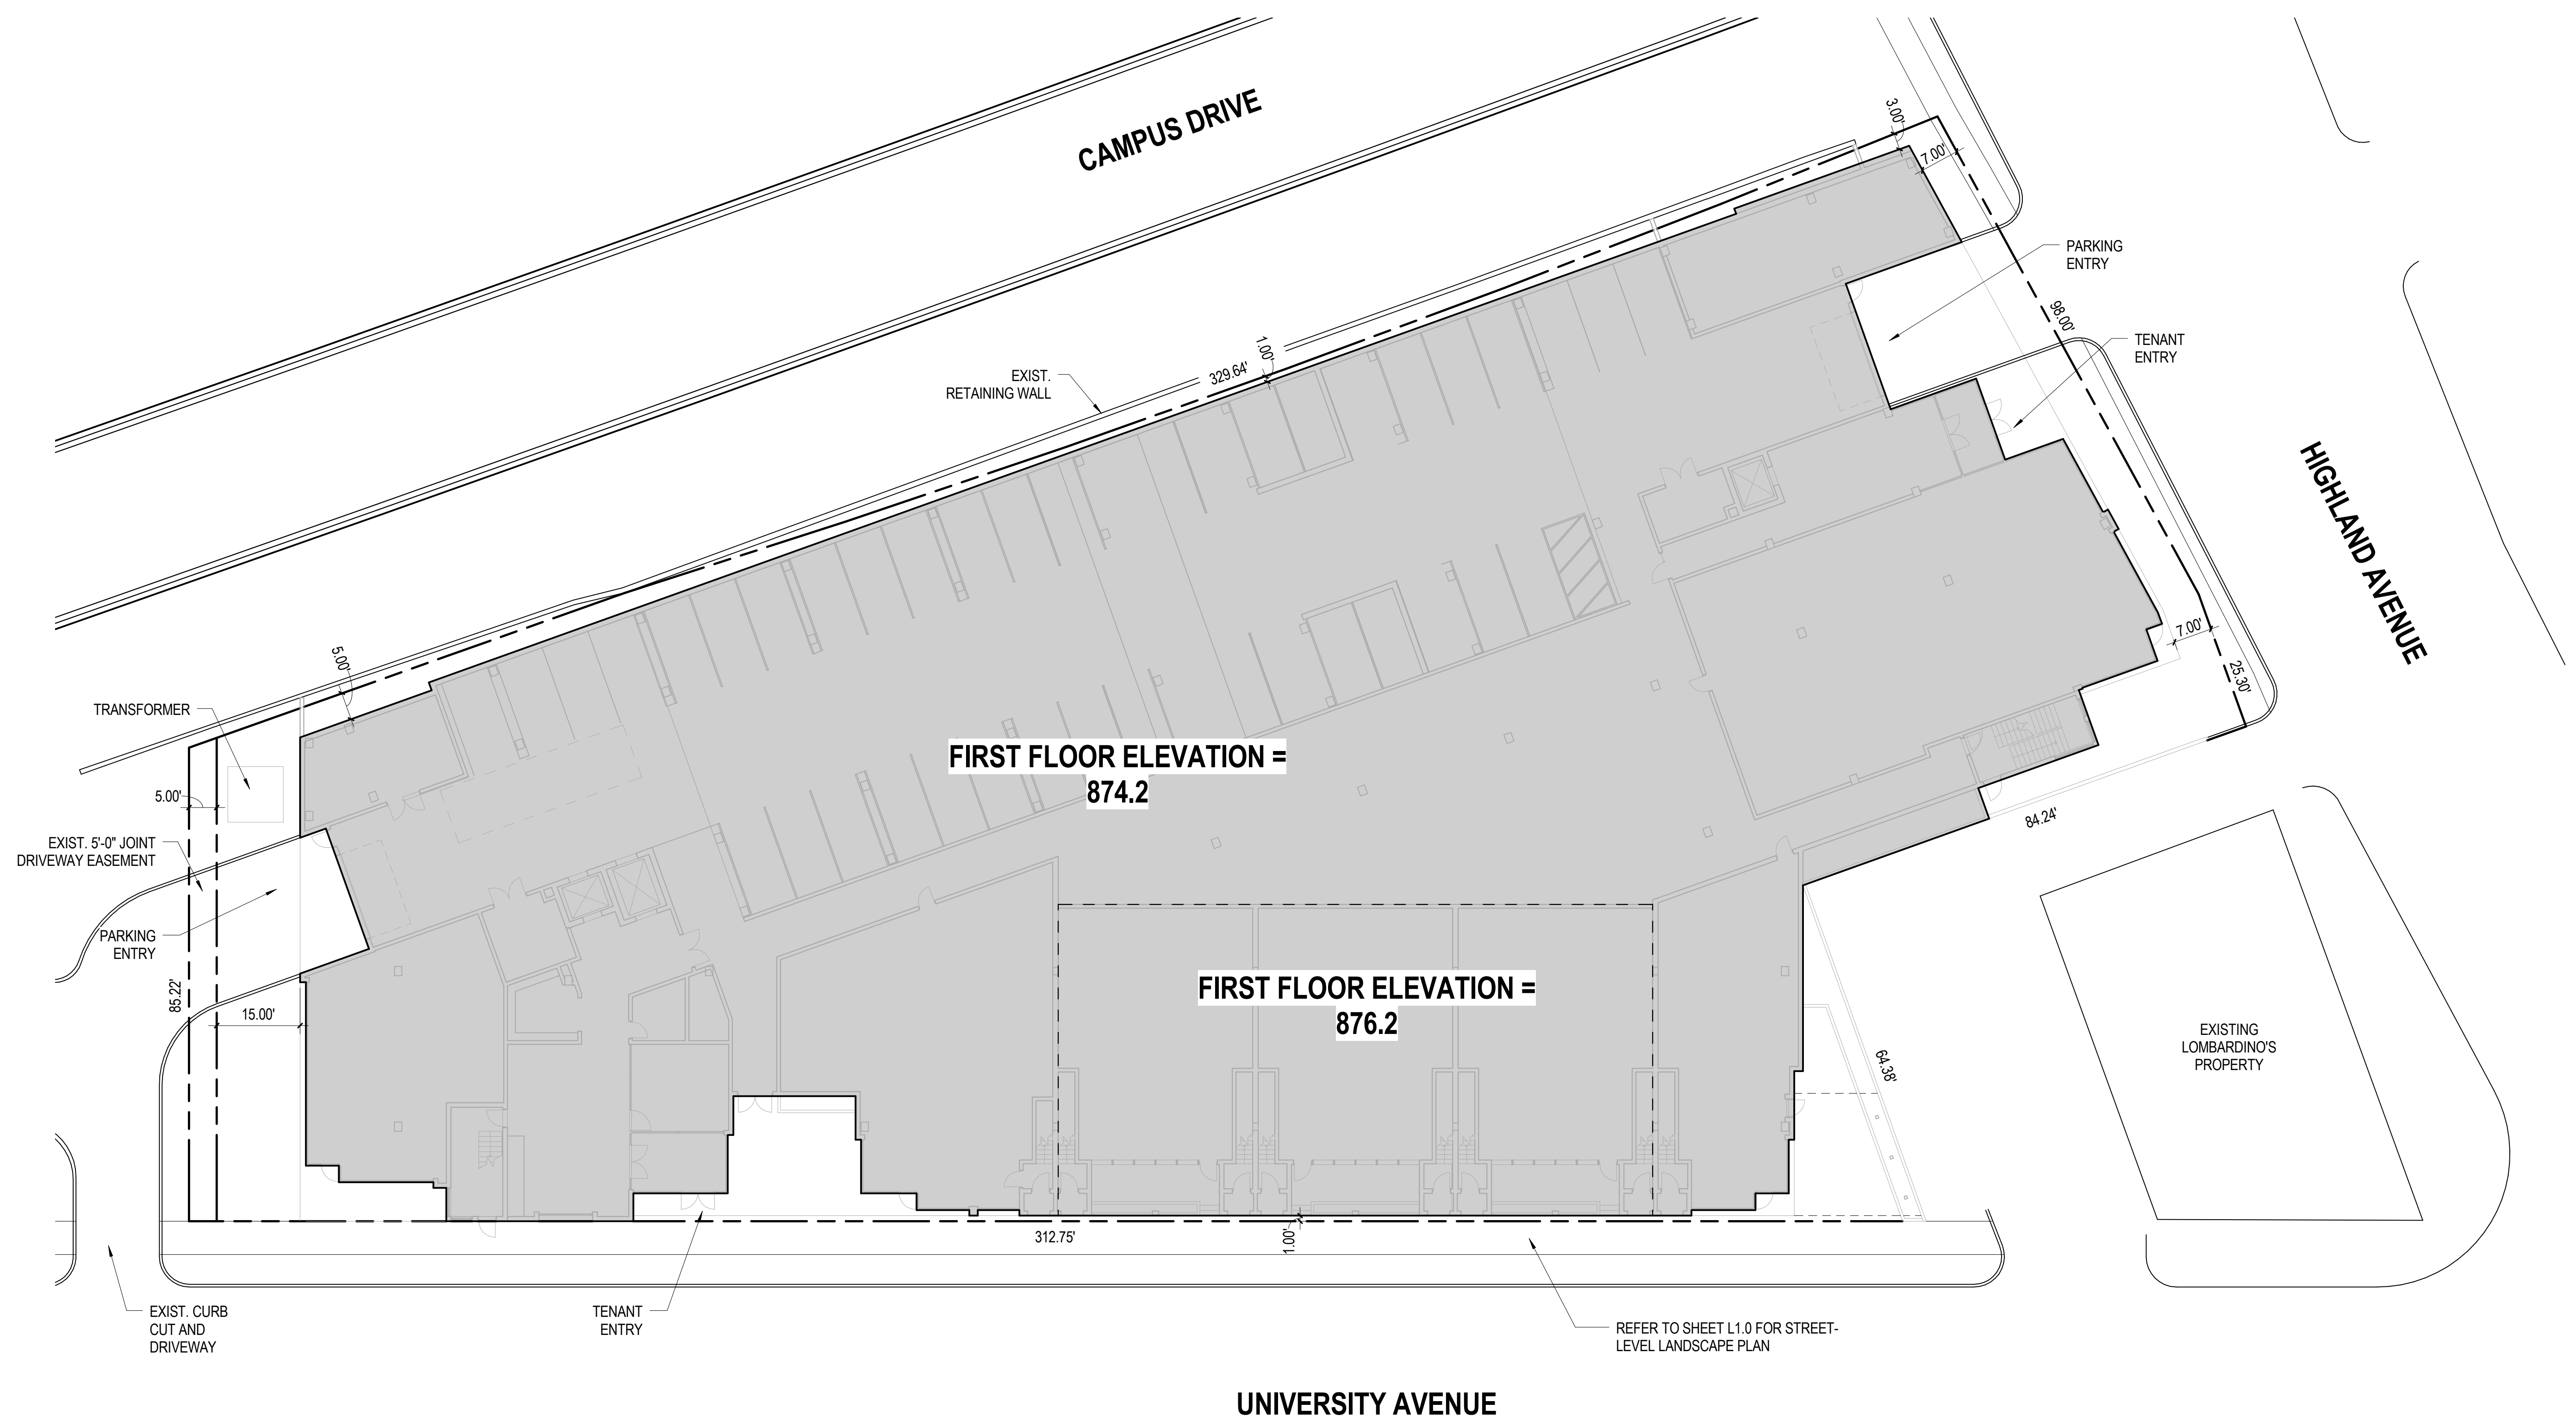 CAMPUS DRIVE
3.00'
7.00'
PARKING
ENTRY
98.00'
TENANT
ENTRY
1.00'
329.64'
EXIST.
RETAINING WALL
HIGHLAND AVENUE
7.00'
25.30'
5.00'
TRANSFORMER
FIRST FLOOR ELEVATION =
874.2
5.00'
84.24'
EXIST. 5'-0" JOINT
DRIVEWAY EASEMENT
PARKING
ENTRY
85.22'
15.00'
FIRST FLOOR ELEVATION =
876.2
64.38'
EXISTING
LOMBARDINO'S
PROPERTY
312.75'
1.00'
EXIST. CURB
CUT AND
DRIVEWAY
TENANT
ENTRY
REFER TO SHEET L1.0 FOR STREET-
LEVEL LANDSCAPE PLAN
UNIVERSITY AVENUE